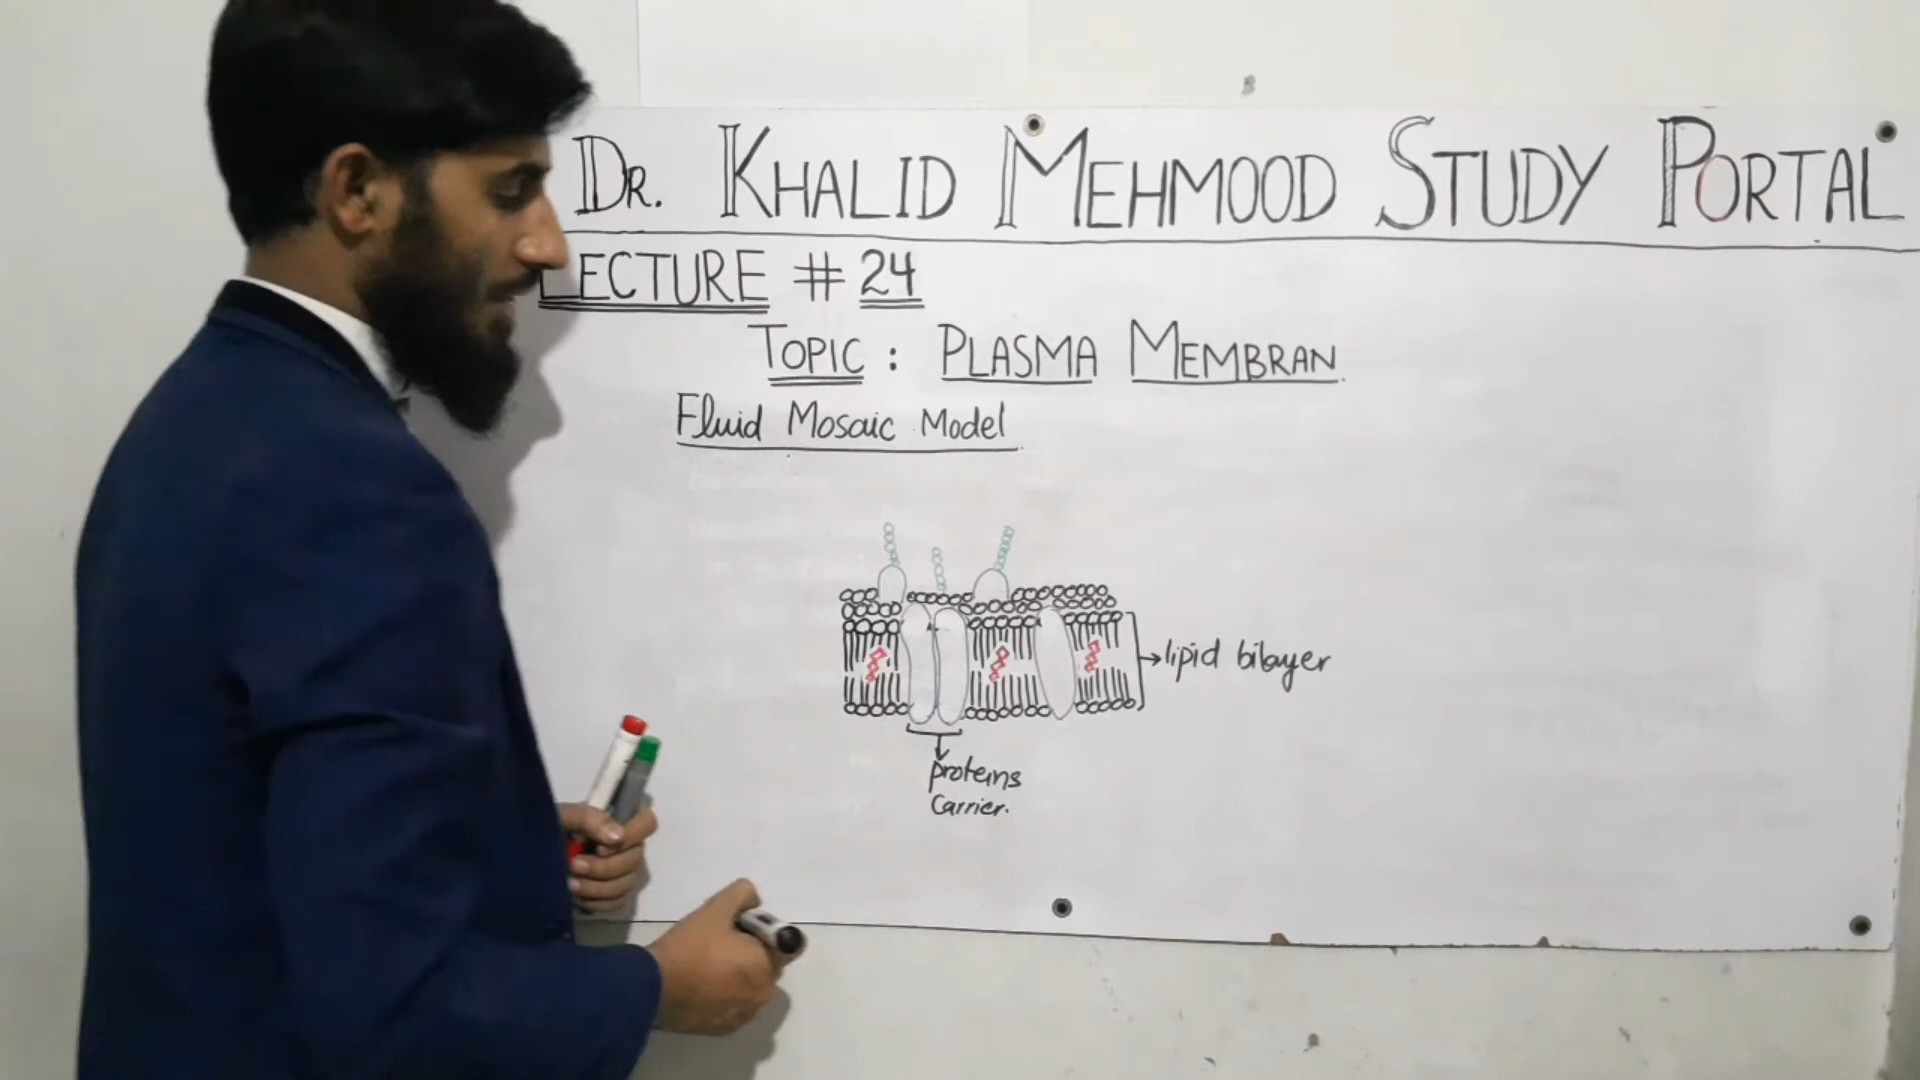 DR. KHALID MEHMOOD STUDY PORTAL
LECTURE # 24
TOPIC : PLASMA MEMBRAN
Fluid Mosaic Model
lipid bilayer
proteins
Carrier.